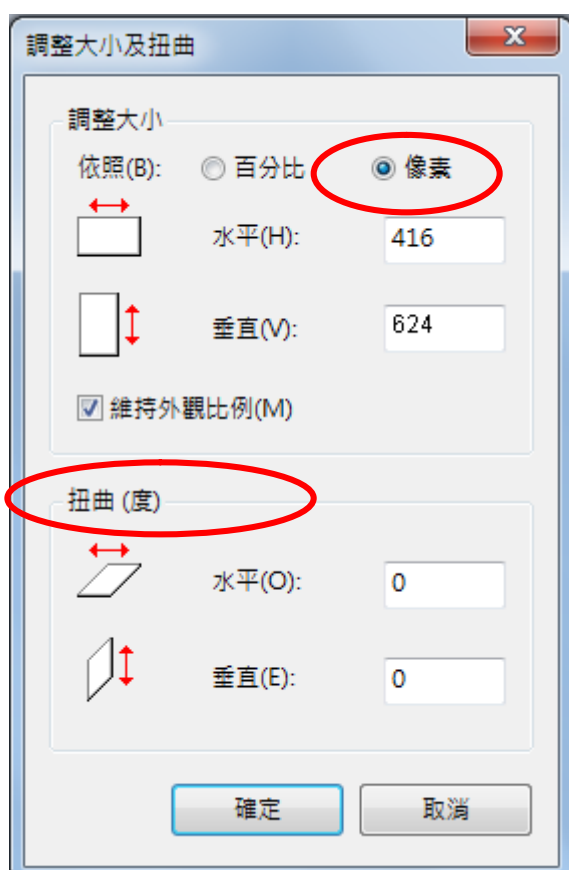 調整大小及扭曲
調整大小
依照(B): 百分比 像素
水平(H): 416
垂直(V): 624
維持外觀比例(M)
扭曲 (度)
水平(O): 0
垂直(E): 0
確定 取消